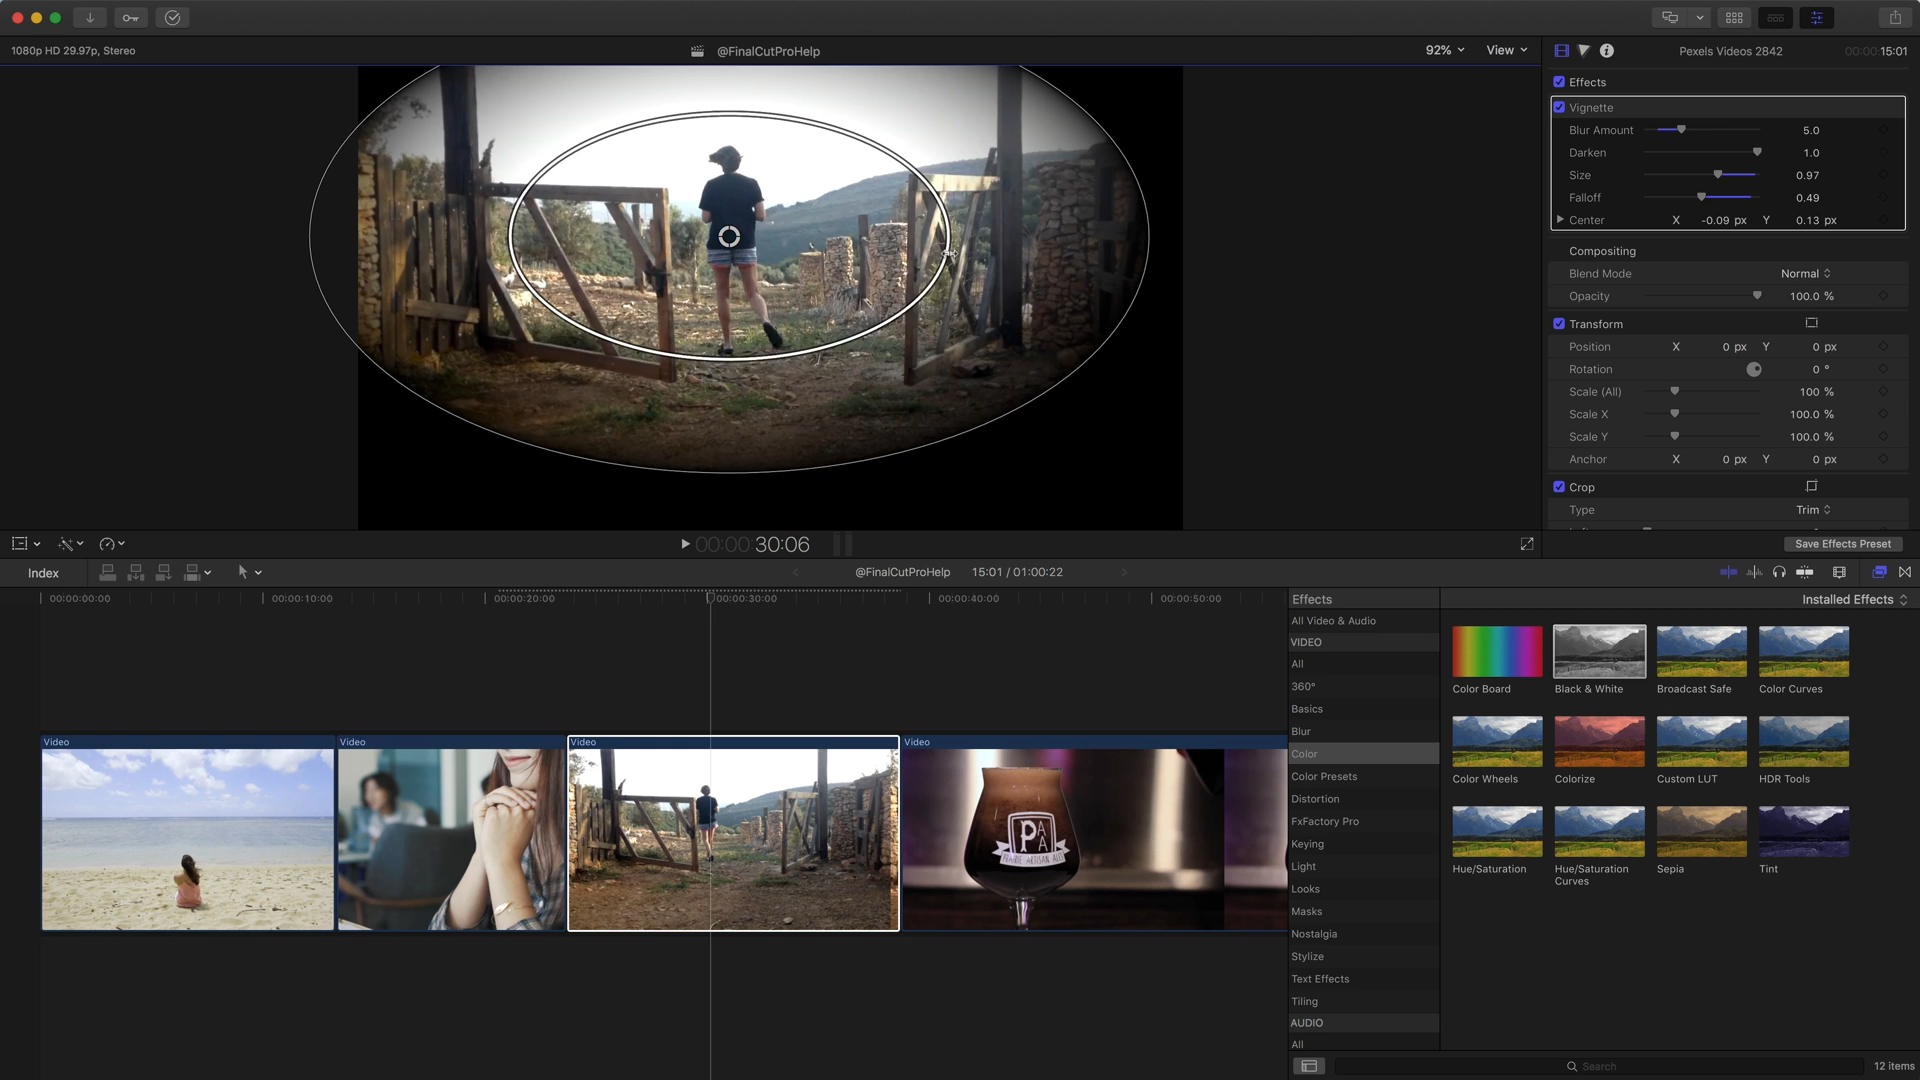 1080p HD 29.97p, Stereo
@FinalCutProHelp
92%
View
Pexels Videos 2842
00:00:15:01
Effects
Vignette
Blur Amount 5.0
Darken 1.0
Size 0.97
Falloff 0.49
Center X -0.09 px Y 0.13 px
Compositing
Blend Mode Normal
Opacity 100.0 %
Transform
Position X 0 px Y 0 px
Rotation 0 °
Scale (All) 100 %
Scale X 100.0 %
Scale Y 100.0 %
Anchor X 0 px Y 0 px
Crop
Type Trim
00:00:00:30:06
Save Effects Preset
Index
@FinalCutProHelp 15:01 / 01:00:22
00:00:00:00
00:00:10:00
00:00:20:00
00:00:30:00
00:00:40:00
00:00:50:00
Video
Video
Video
Video
PAA
PRAIRIE ARTISAN ALES
Effects
Installed Effects
All Video & Audio
VIDEO
All
360°
Basics
Blur
Color
Color Presets
Distortion
FxFactory Pro
Keying
Light
Looks
Masks
Nostalgia
Stylize
Text Effects
Tiling
AUDIO
All
Color Board
Black & White
Broadcast Safe
Color Curves
Color Wheels
Colorize
Custom LUT
HDR Tools
Hue/Saturation
Hue/Saturation
Curves
Sepia
Tint
Search
12 items